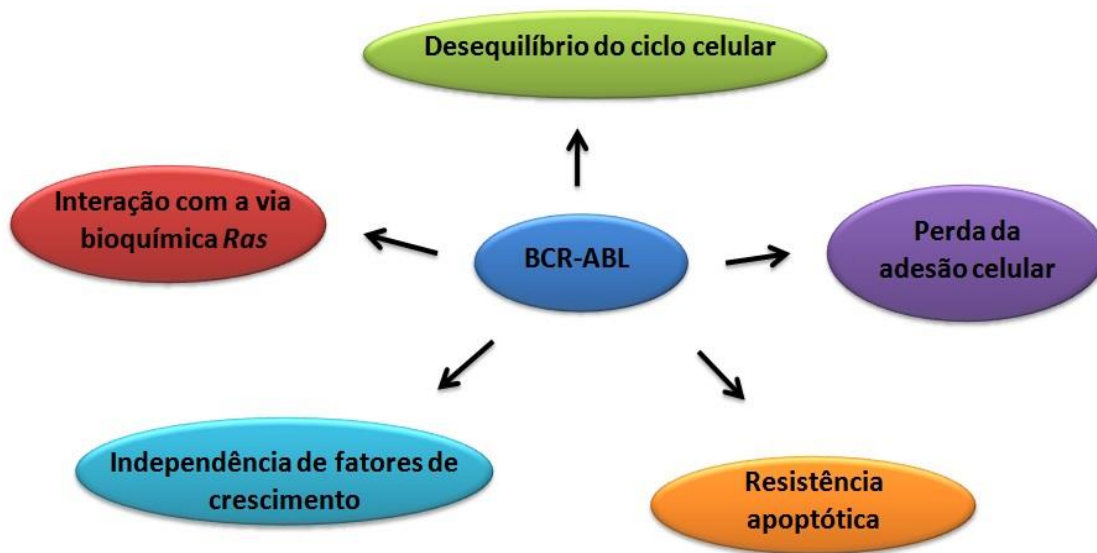 Desequilíbrio do ciclo celular
Interação com a via
bioquímica Ras
BCR-ABL
Perda da
adesão celular
Independência de fatores de
crescimento
Resistência
apoptótica